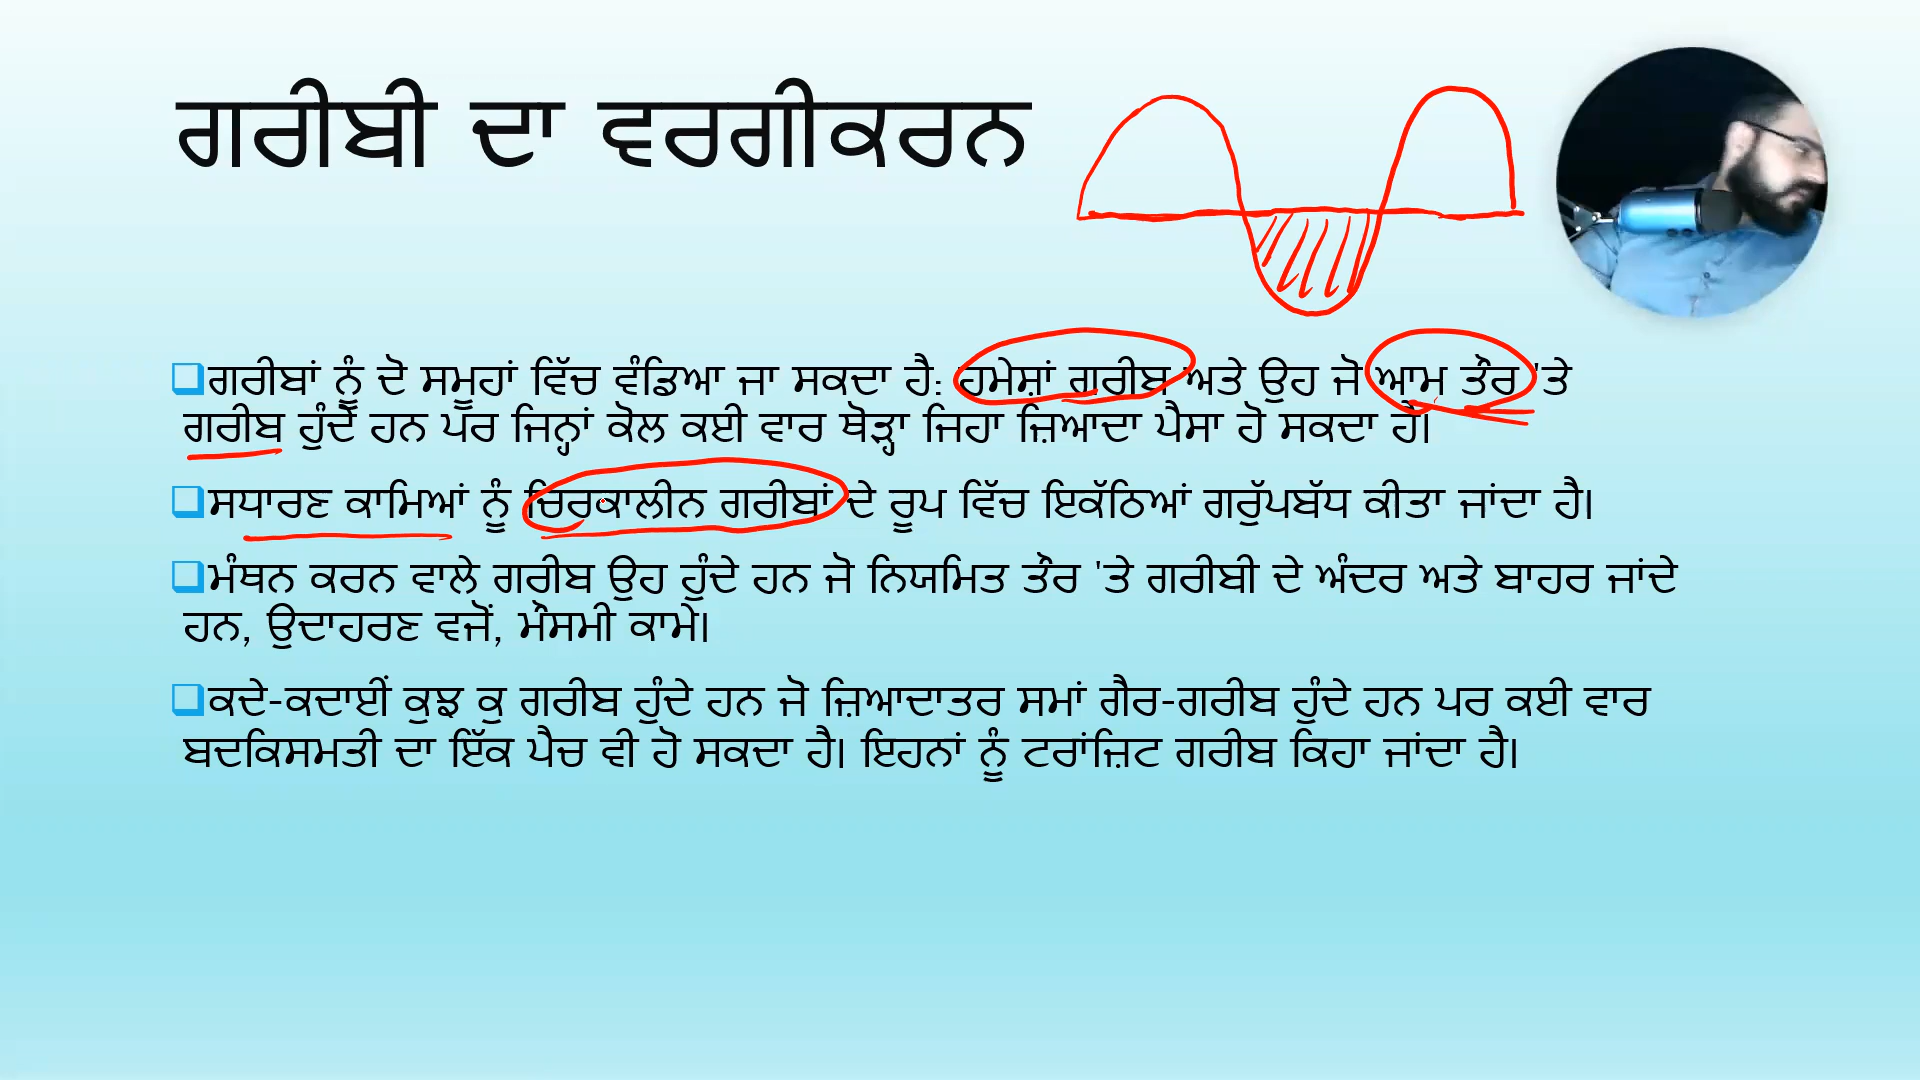 ਗਰੀਬੀ ਦਾ ਵਰਗੀਕਰਨ
ਗਰੀਬਾਂ ਨੂੰ ਦੋ ਸਮੂਹਾਂ ਵਿੱਚ ਵੰਡਿਆ ਜਾ ਸਕਦਾ ਹੈ: ਹਮੇਸ਼ਾਂ ਗਰੀਬ ਅਤੇ ਉਹ ਜੋ ਆਮ ਤੌਰ 'ਤੇ
ਗਰੀਬ ਹੁੰਦੇ ਹਨ ਪਰ ਜਿਨ੍ਹਾਂ ਕੋਲ ਕਈ ਵਾਰ ਥੋੜ੍ਹਾ ਜਿਹਾ ਜ਼ਿਆਦਾ ਪੈਸਾ ਹੋ ਸਕਦਾ ਹੈ।
ਸਧਾਰਣ ਕਾਮਿਆਂ ਨੂੰ ਚਿਰਕਾਲੀਨ ਗਰੀਬਾਂ ਦੇ ਰੂਪ ਵਿੱਚ ਇਕੱਠਿਆਂ ਗਰੁੱਪਬੱਧ ਕੀਤਾ ਜਾਂਦਾ ਹੈ।
ਮੰਥਨ ਕਰਨ ਵਾਲੇ ਗਰੀਬ ਉਹ ਹੁੰਦੇ ਹਨ ਜੋ ਨਿਯਮਿਤ ਤੌਰ 'ਤੇ ਗਰੀਬੀ ਦੇ ਅੰਦਰ ਅਤੇ ਬਾਹਰ ਜਾਂਦੇ
ਹਨ, ਉਦਾਹਰਣ ਵਜੋਂ, ਮੌਸਮੀ ਕਾਮੇ।
ਕਦੇ-ਕਦਾਈਂ ਕੁਝ ਕੁ ਗਰੀਬ ਹੁੰਦੇ ਹਨ ਜੋ ਜ਼ਿਆਦਾਤਰ ਸਮਾਂ ਗੈਰ-ਗਰੀਬ ਹੁੰਦੇ ਹਨ ਪਰ ਕਈ ਵਾਰ
ਬਦਕਿਸਮਤੀ ਦਾ ਇੱਕ ਪੈਚ ਵੀ ਹੋ ਸਕਦਾ ਹੈ। ਇਹਨਾਂ ਨੂੰ ਟਰਾਂਜ਼ਿਟ ਗਰੀਬ ਕਿਹਾ ਜਾਂਦਾ ਹੈ।